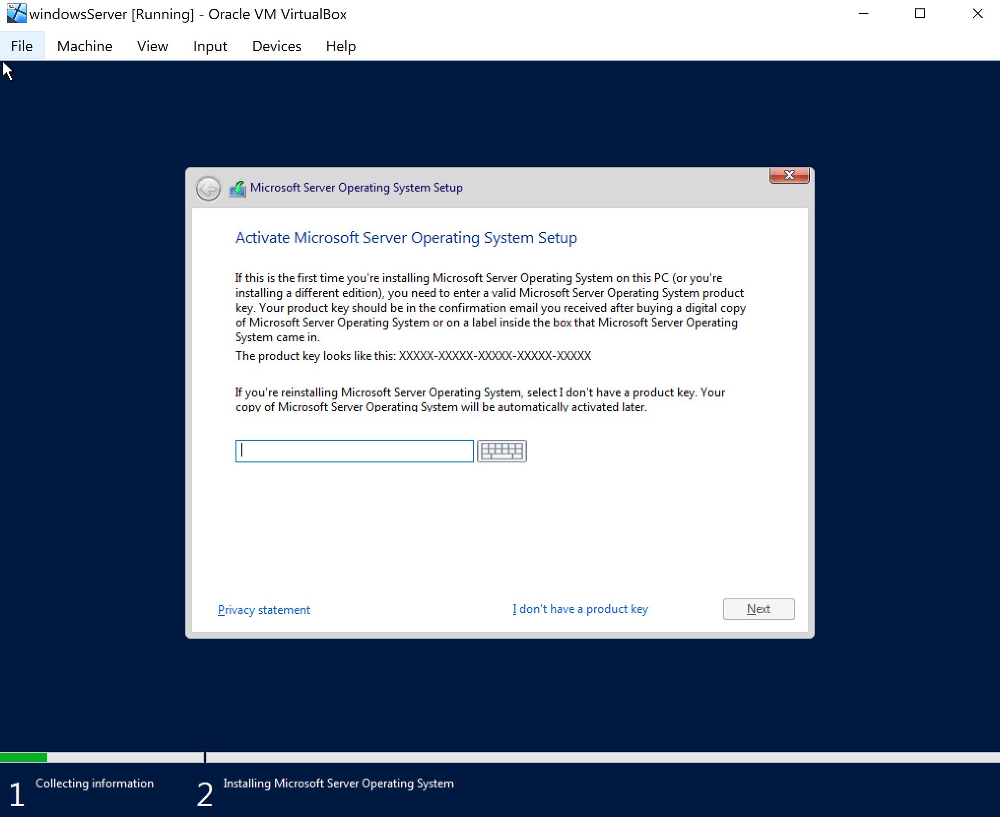 64
windowsServer [Running] - Oracle VM VirtualBox
File Machine View Input Devices Help
Microsoft Server Operating System Setup
x
Activate Microsoft Server Operating System Setup
If this is the first time you're installing Microsoft Server Operating System on this PC (or you're
installing a different edition), you need to enter a valid Microsoft Server Operating System product
key. Your product key should be in the confirmation email you received after buying a digital copy
of Microsoft Server Operating System or on a label inside the box that Microsoft Server Operating
System came in.
The product key looks like this: XXXXX-XXXXX-XXXXX-XXXXX-XXXXX
If you're reinstalling Microsoft Server Operating System, select I don't have a product key. Your
copy of Microsoft Server Operating System will be automatically activated later.
Privacy statement
I don't have a product key
Next
1 Collecting information
2 Installing Microsoft Server Operating System